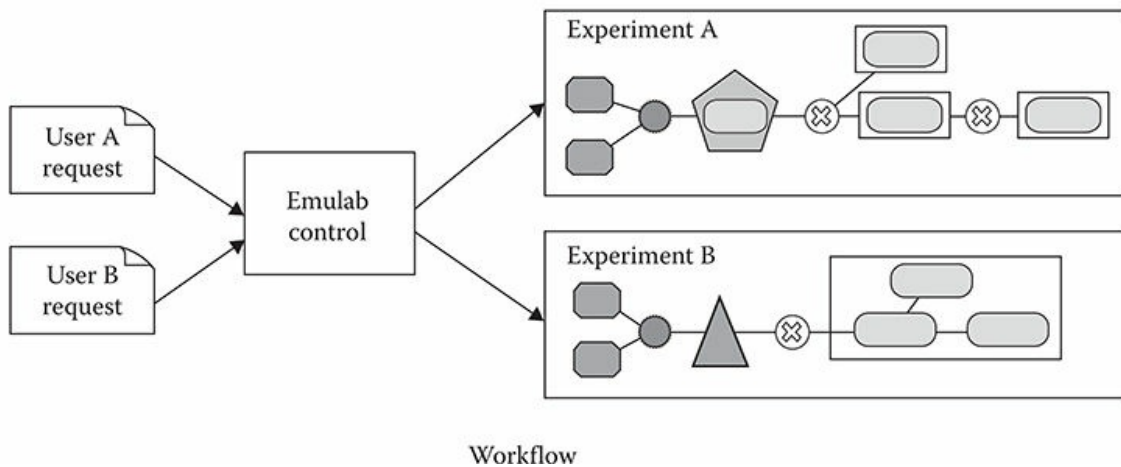 Experiment A
User A
request
Emulab
control
User B
request
Experiment B
Workflow